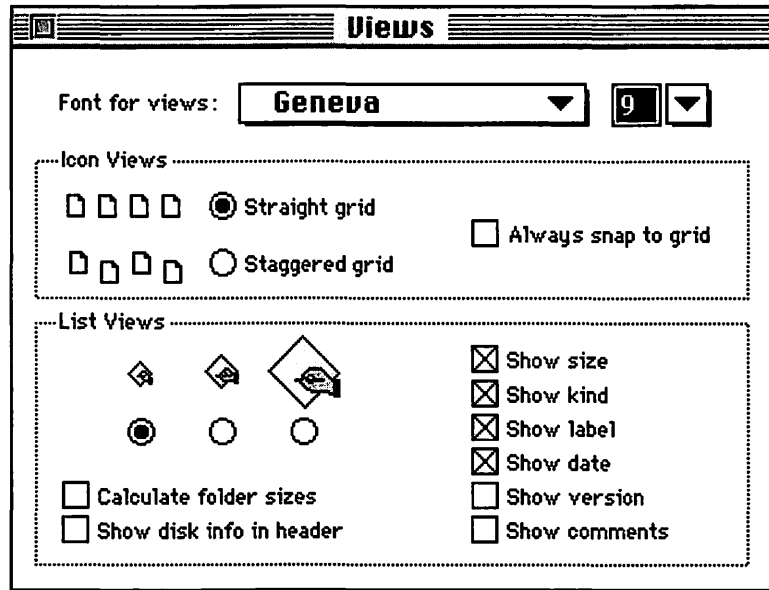 Views
Font for views: Geneva 9
Icon Views
Straight grid
Always snap to grid
Staggered grid
List Views
Show size
Show kind
Show label
Show date
Calculate folder sizes Show version
Show disk info in header Show comments